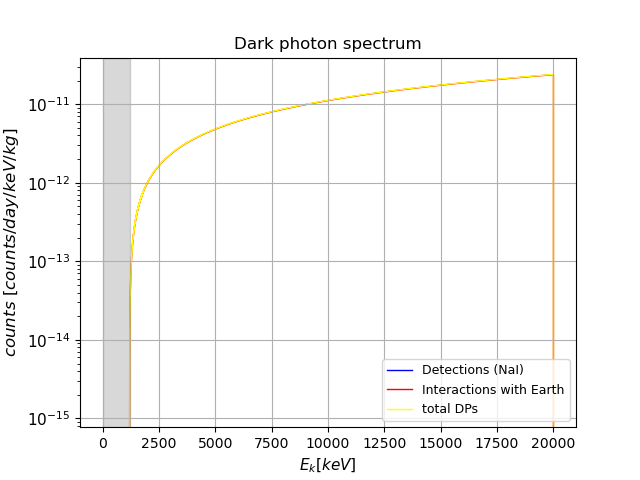 Dark photon spectrum
counts [counts/day/keV/kg]
10⁻¹¹
10⁻¹²
10⁻¹³
10⁻¹⁴
10⁻¹⁵
Detections (NaI)
Interactions with Earth
total DPs
0 2500 5000 7500 10000 12500 15000 17500 20000
Eₖ[keV]